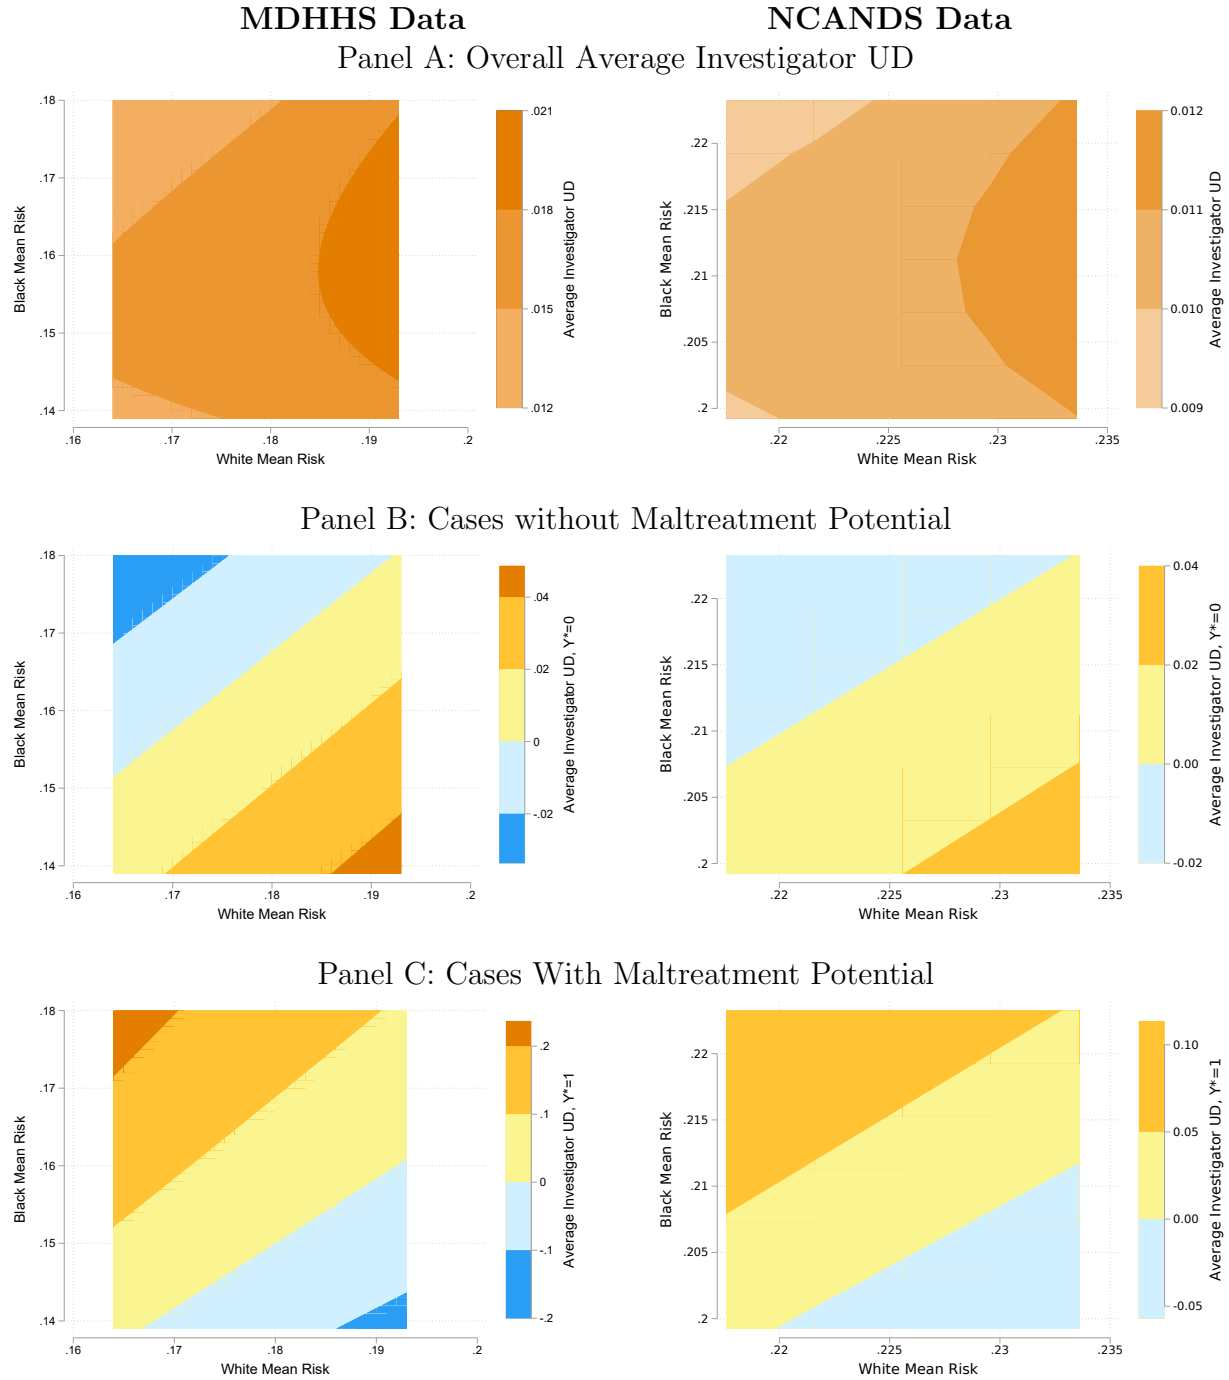 MDHHS Data NCANDS Data
Panel A: Overall Average Investigator UD
.18
.17
.16
.15
.14
Black Mean Risk
.16 .17 .18 .19 .2
White Mean Risk
.021
.018
.015
.012
Average Investigator UD
.22
.215
.21
.205
.2
Black Mean Risk
.22 .225 .23 .235
White Mean Risk
0.012
0.011
0.010
0.009
Average Investigator UD
Panel B: Cases without Maltreatment Potential
.18
.17
.16
.15
.14
Black Mean Risk
.16 .17 .18 .19 .2
White Mean Risk
.04
.02
0
-.02
Average Investigator UD, Y*=0
.22
.215
.21
.205
.2
Black Mean Risk
.22 .225 .23 .235
White Mean Risk
0.04
0.02
0.00
-0.02
Average Investigator UD, Y*=0
Panel C: Cases With Maltreatment Potential
.18
.17
.16
.15
.14
Black Mean Risk
.16 .17 .18 .19 .2
White Mean Risk
.2
.1
0
-.1
-.2
Average Investigator UD, Y*=1
.22
.215
.21
.205
.2
Black Mean Risk
.22 .225 .23 .235
White Mean Risk
0.10
0.05
0.00
-0.05
Average Investigator UD, Y*=1